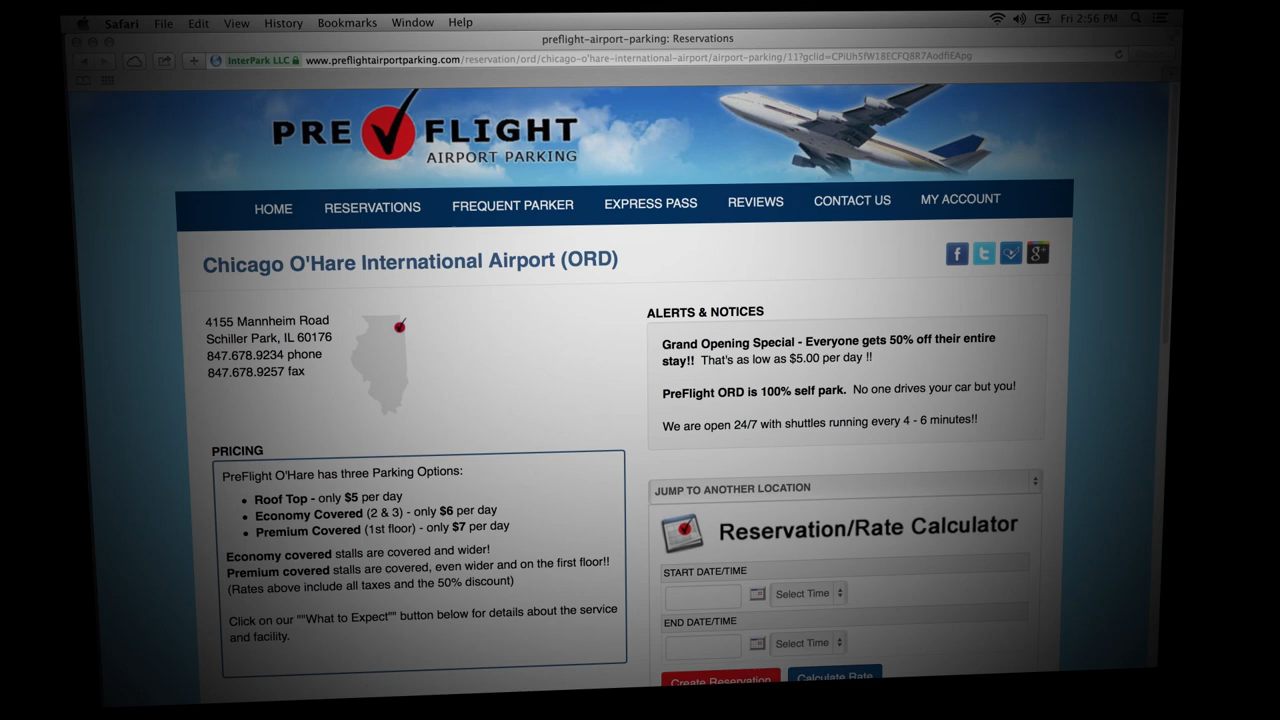 Safari File Edit View History Bookmarks Window Help
Fri 2:56 PM
preflight-airport-parking: Reservations
InterPark LLC www.preflightairportparking.com/reservation/ord/chicago-o'hare-international-airport/airport-parking/11?gclid=CPiUh5fW18ECFQ8R7AodfiEApg
PRE FLIGHT
AIRPORT PARKING
HOME RESERVATIONS FREQUENT PARKER EXPRESS PASS REVIEWS CONTACT US MY ACCOUNT
Chicago O'Hare International Airport (ORD)
4155 Mannheim Road
Schiller Park, IL 60176
847.678.9234 phone
847.678.9257 fax
PRICING
PreFlight O'Hare has three Parking Options:
• Roof Top - only $5 per day
• Economy Covered (2 & 3) - only $6 per day
• Premium Covered (1st floor) - only $7 per day
Economy covered stalls are covered and wider!
Premium covered stalls are covered, even wider and on the first floor!!
(Rates above include all taxes and the 50% discount)
Click on our ""What to Expect"" button below for details about the service
and facility.
ALERTS & NOTICES
Grand Opening Special - Everyone gets 50% off their entire
stay!! That's as low as $5.00 per day !!
PreFlight ORD is 100% self park. No one drives your car but you!
We are open 24/7 with shuttles running every 4 - 6 minutes!!
JUMP TO ANOTHER LOCATION
Reservation/Rate Calculator
START DATE/TIME
Select Time
END DATE/TIME
Select Time
Create Reservation Calculate Rate